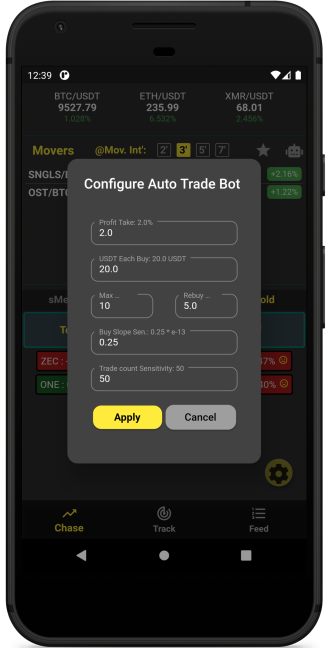 12:39
BTC/USDT ETH/USDT XMR/USDT
9527.79 235.99 68.01
1.028% 6.532% 2.456%
Movers @Mov. Int': 2' 3' 5' 7'
SNGLS/ +2.16%
OST/BT +1.22%
Configure Auto Trade Bot
Profit Take: 2.0%
2.0
USDT Each Buy: 20.0 USDT
20.0
Max ... Rebuy ...
10 5.0
Buy Slope Sen.: 0.25 * e-13
0.25
Trade count Sensitivity: 50
50
sMe old
To
ZEC : 7%
ONE : 0%
Apply Cancel
Chase Track Feed